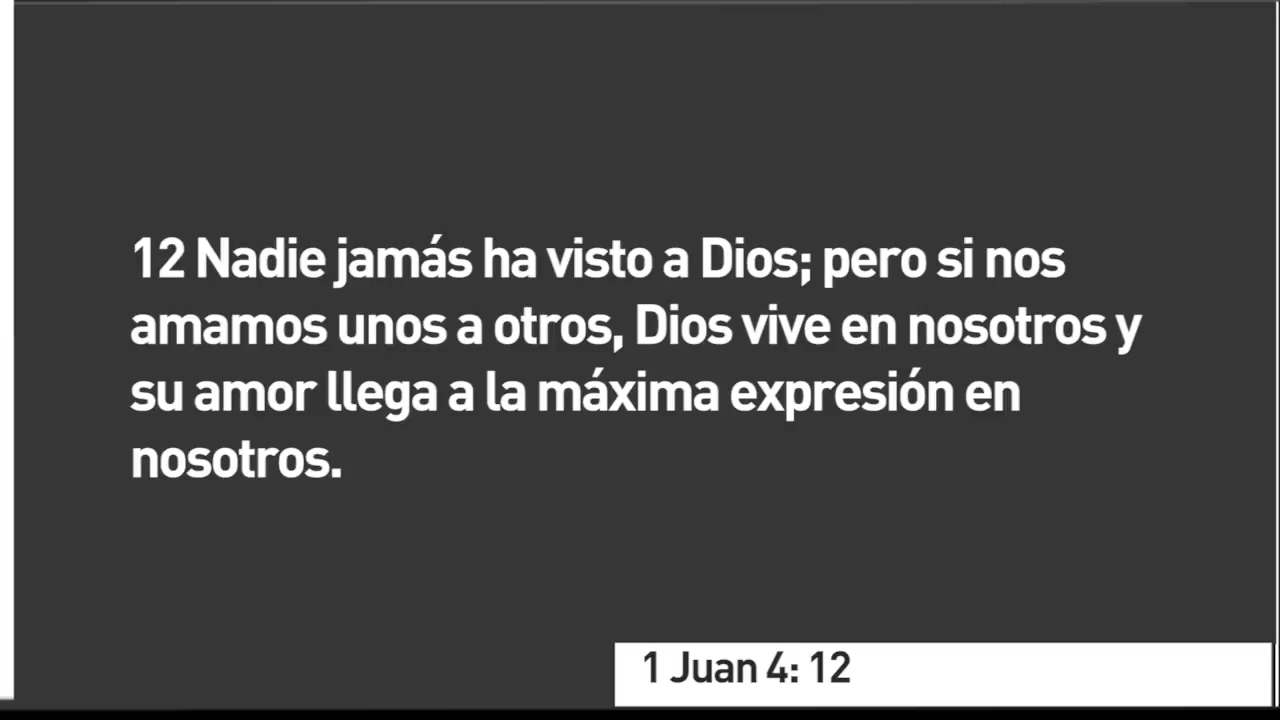 12 Nadie jamás ha visto a Dios; pero si nos
amamos unos a otros, Dios vive en nosotros y
su amor llega a la máxima expresión en
nosotros.
1 Juan 4: 12